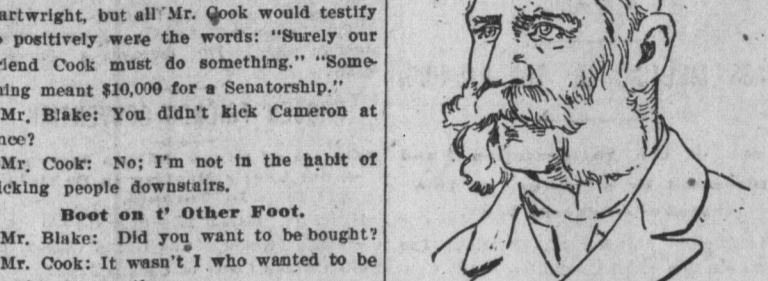 artwright, but all Mr. Cook would testify
positively were the words: "Surely our
riend Cook must do something." "Some-
hing meant $10,000 for a Senatorship."
Mr. Blake: You didn't kick Cameron at
nce?
Mr. Cook: No; I'm not in the habit of
icking people downstairs.
Boot on t' Other Foot.
Mr. Blake: Did you want to be bought?
Mr. Cook: It wasn't I who wanted to be